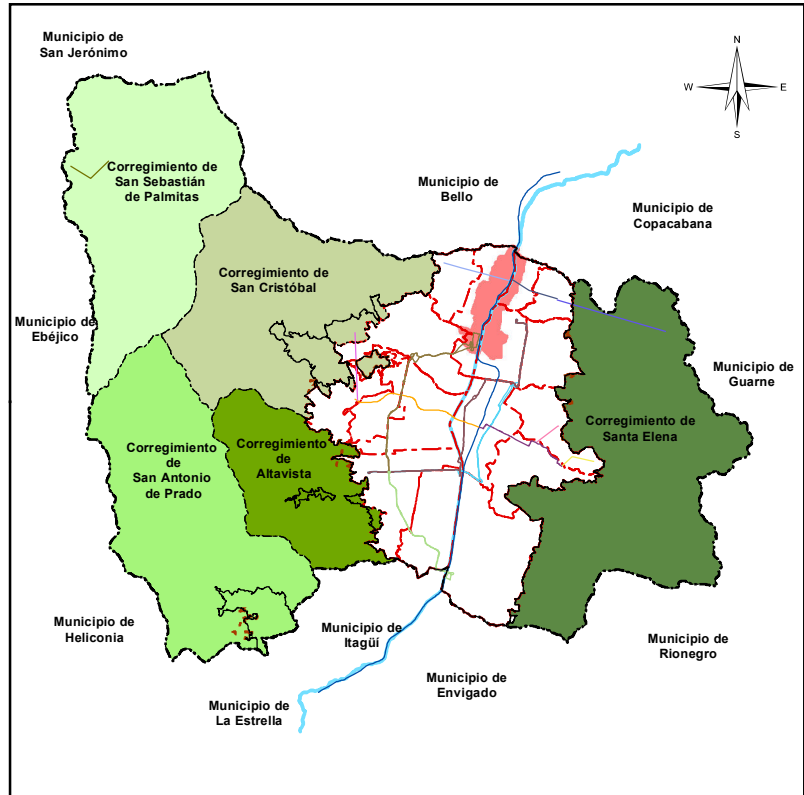 Municipio de
San Jerónimo
N
W
E
S
Corregimiento de
San Sebastián
de Palmitas
Municipio de
Bello
Municipio de
Copacabana
Corregimiento de
San Cristóbal
Municipio de
Ebéjico
Municipio de
Guarne
Corregimiento de
Santa Elena
Corregimiento
de
San Antonio
de Prado
Corregimiento
de
Altavista
Municipio de
Heliconia
Municipio de
Itagüí
Municipio de
Rionegro
Municipio de
Envigado
Municipio de
La Estrella